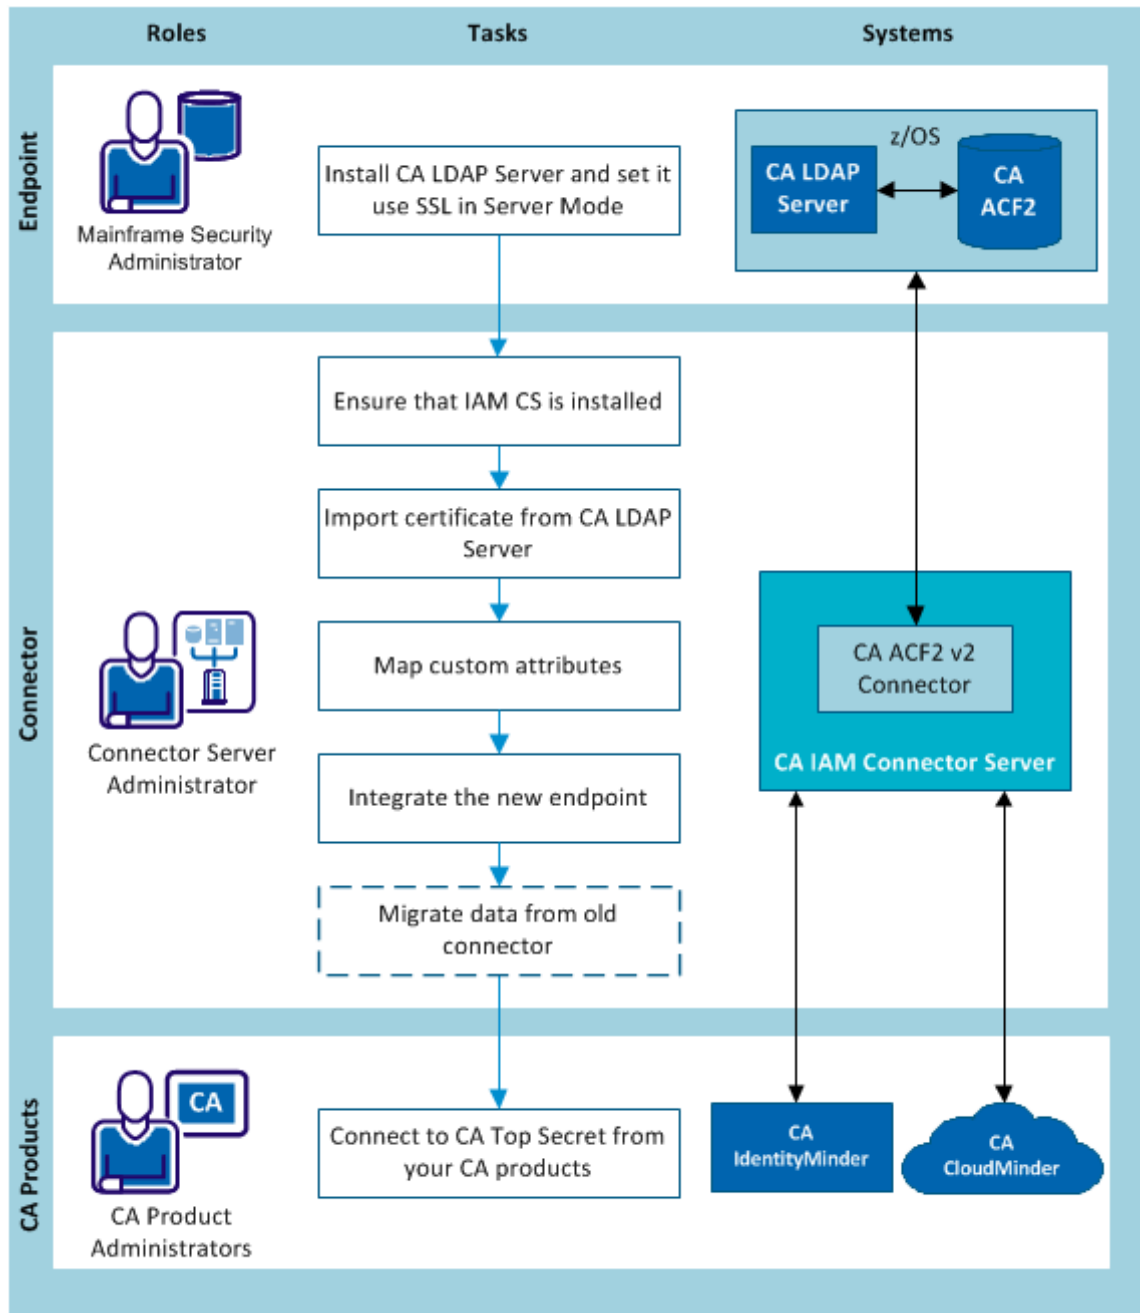 Roles
Tasks
Systems
Endpoint
Mainframe Security
Administrator
Install CA LDAP Server and set it
use SSL in Server Mode
z/OS
CA LDAP
Server
CA
ACF2
Connector
Connector Server
Administrator
Ensure that IAM CS is installed
Import certificate from CA LDAP
Server
Map custom attributes
Integrate the new endpoint
Migrate data from old
connector
CA ACF2 v2
Connector
CA IAM Connector Server
CA Products
CA
CA Product
Administrators
Connect to CA Top Secret from
your CA products
CA
IdentityMinder
CA
CloudMinder